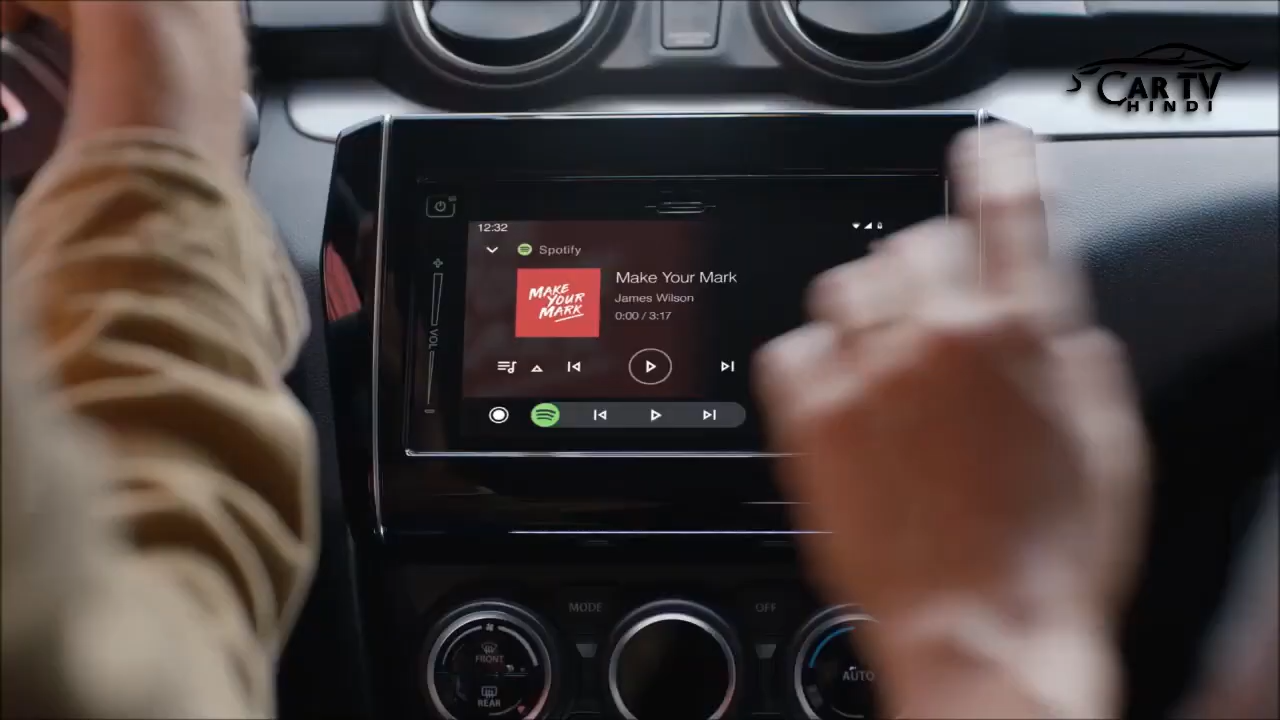 CAR TV
HINDI
12:32
Spotify
MAKE
YOUR
MARK
Make Your Mark
James Wilson
0:00 / 3:17
VOL
MODE
OFF
FRONT
REAR
AUTO